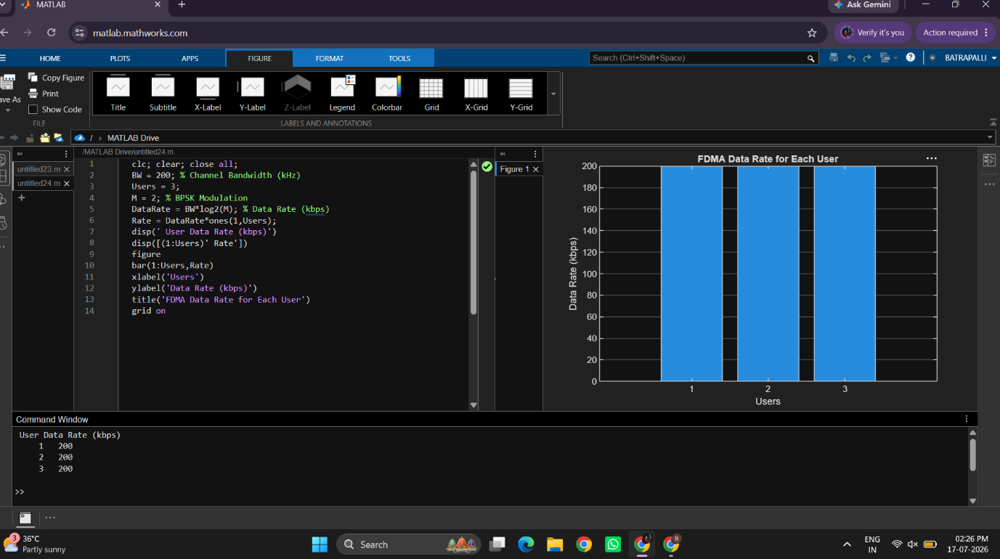 MATLAB
Ask Gemini
matlab.mathworks.com
Verify it's you
Action required
HOME
PLOTS
APPS
FIGURE
FORMAT
TOOLS
Search (Ctrl+Shift+Space)
BATRAPALLI
ave As
Copy Figure
Print
Show Code
FILE
Title
Subtitle
X-Label
Y-Label
Z-Label
Legend
Colorbar
Grid
X-Grid
Y-Grid
LABELS AND ANNOTATIONS
/ › MATLAB Drive
untitled23.m
untitled24.m
/MATLAB Drive/untitled24.m
1 clc; clear; close all;
2 BW = 200; % Channel Bandwidth (kHz)
3 Users = 3;
4 M = 2; % BPSK Modulation
5 DataRate = BW*log2(M); % Data Rate (kbps)
6 Rate = DataRate*ones(1,Users);
7 disp(' User Data Rate (kbps)')
8 disp([(1:Users)' Rate'])
9 figure
10 bar(1:Users,Rate)
11 xlabel('Users')
12 ylabel('Data Rate (kbps)')
13 title('FDMA Data Rate for Each User')
14 grid on
Figure 1
FDMA Data Rate for Each User
200
180
160
140
120
100
80
60
40
20
0
Data Rate (kbps)
1 2 3
Users
Command Window
User Data Rate (kbps)
1 200
2 200
3 200
>>
3
36°C
Partly sunny
Search
B
ENG
IN
02:26 PM
17-07-2026